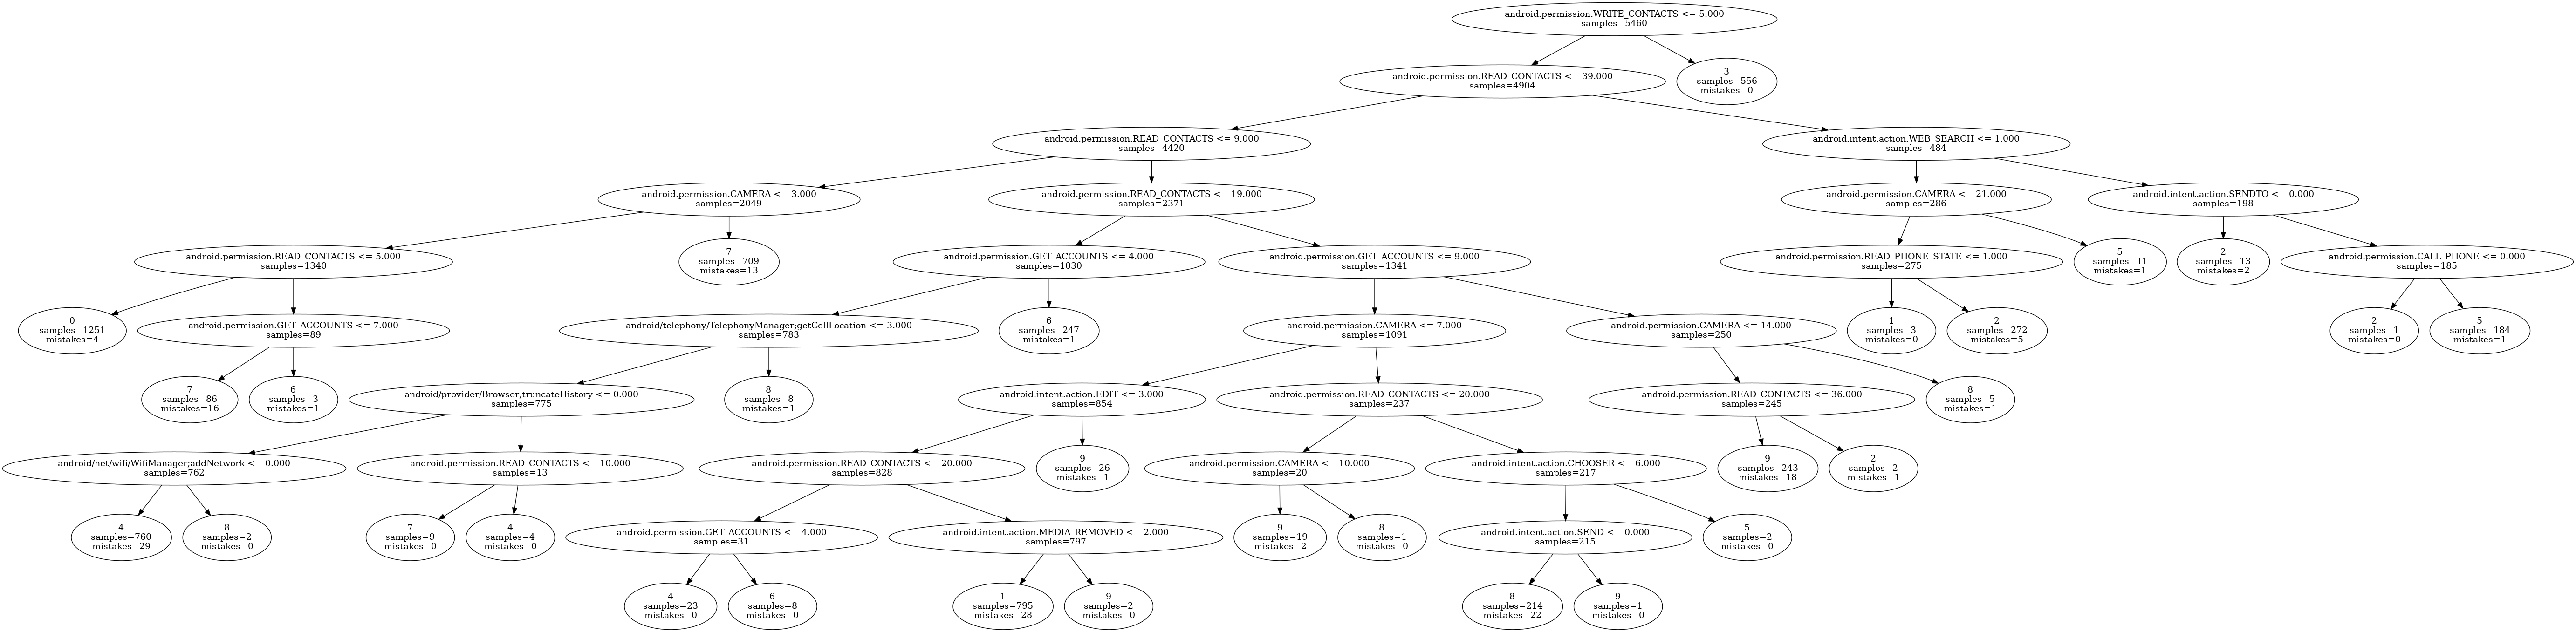 android.permission.WRITE_CONTACTS <= 5.000
samples=5460
android.permission.READ_CONTACTS <= 39.000
samples=4904
3
samples=556
mistakes=0
android.permission.READ_CONTACTS <= 9.000
samples=4420
android.intent.action.WEB_SEARCH <= 1.000
samples=484
android.permission.CAMERA <= 3.000
samples=2049
android.permission.READ_CONTACTS <= 19.000
samples=2371
android.permission.CAMERA <= 21.000
samples=286
android.intent.action.SENDTO <= 0.000
samples=198
android.permission.READ_CONTACTS <= 5.000
samples=1340
7
samples=709
mistakes=13
android.permission.GET_ACCOUNTS <= 4.000
samples=1030
android.permission.GET_ACCOUNTS <= 9.000
samples=1341
android.permission.READ_PHONE_STATE <= 1.000
samples=275
5
samples=11
mistakes=1
2
samples=13
mistakes=2
android.permission.CALL_PHONE <= 0.000
samples=185
0
samples=1251
mistakes=4
android.permission.GET_ACCOUNTS <= 7.000
samples=89
android/telephony/TelephonyManager;getCellLocation <= 3.000
samples=783
6
samples=247
mistakes=1
android.permission.CAMERA <= 7.000
samples=1091
android.permission.CAMERA <= 14.000
samples=250
1
samples=3
mistakes=0
2
samples=272
mistakes=5
2
samples=1
mistakes=0
5
samples=184
mistakes=1
7
samples=86
mistakes=16
6
samples=3
mistakes=1
android/provider/Browser;truncateHistory <= 0.000
samples=775
8
samples=8
mistakes=1
android.intent.action.EDIT <= 3.000
samples=854
android.permission.READ_CONTACTS <= 20.000
samples=237
android.permission.READ_CONTACTS <= 36.000
samples=245
8
samples=5
mistakes=1
android/net/wifi/WifiManager;addNetwork <= 0.000
samples=762
android.permission.READ_CONTACTS <= 10.000
samples=13
android.permission.READ_CONTACTS <= 20.000
samples=828
9
samples=26
mistakes=1
android.permission.CAMERA <= 10.000
samples=20
android.intent.action.CHOOSER <= 6.000
samples=217
9
samples=243
mistakes=18
2
samples=2
mistakes=1
4
samples=760
mistakes=29
8
samples=2
mistakes=0
7
samples=9
mistakes=0
4
samples=4
mistakes=0
android.permission.GET_ACCOUNTS <= 4.000
samples=31
android.intent.action.MEDIA_REMOVED <= 2.000
samples=797
9
samples=19
mistakes=2
8
samples=1
mistakes=0
android.intent.action.SEND <= 0.000
samples=215
5
samples=2
mistakes=0
4
samples=23
mistakes=0
6
samples=8
mistakes=0
1
samples=795
mistakes=28
9
samples=2
mistakes=0
8
samples=214
mistakes=22
9
samples=1
mistakes=0